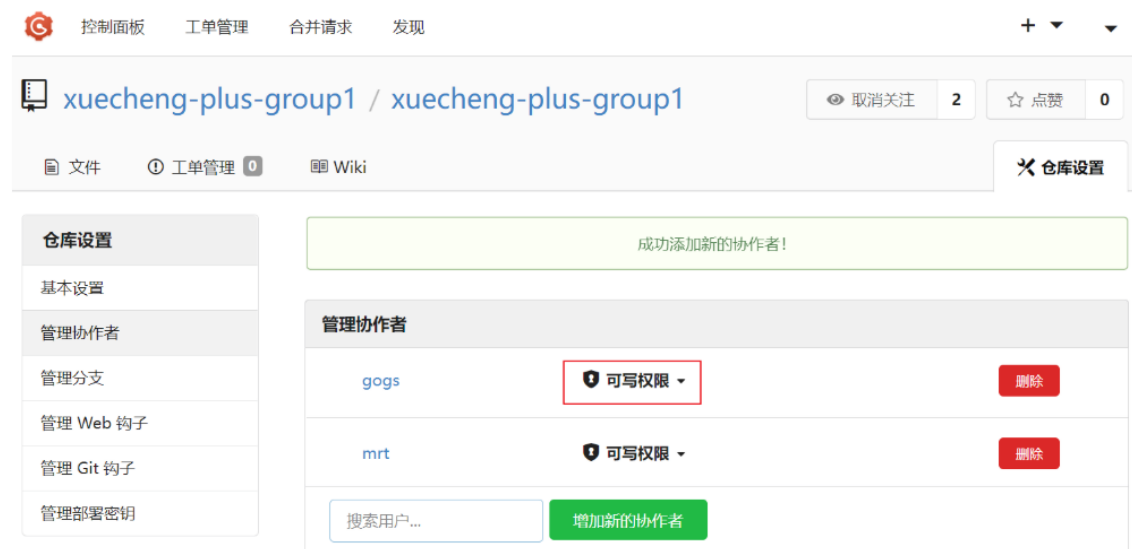 控制面板 工单管理 合并请求 发现
xuecheng-plus-group1 / xuecheng-plus-group1 取消关注 2 点赞 0
文件 工单管理 0 Wiki 仓库设置
仓库设置
基本设置
管理协作者
管理分支
管理 Web 钩子
管理 Git 钩子
管理部署密钥
成功添加新的协作者!
管理协作者
gogs 可写权限 删除
mrt 可写权限 删除
搜索用户... 增加新的协作者